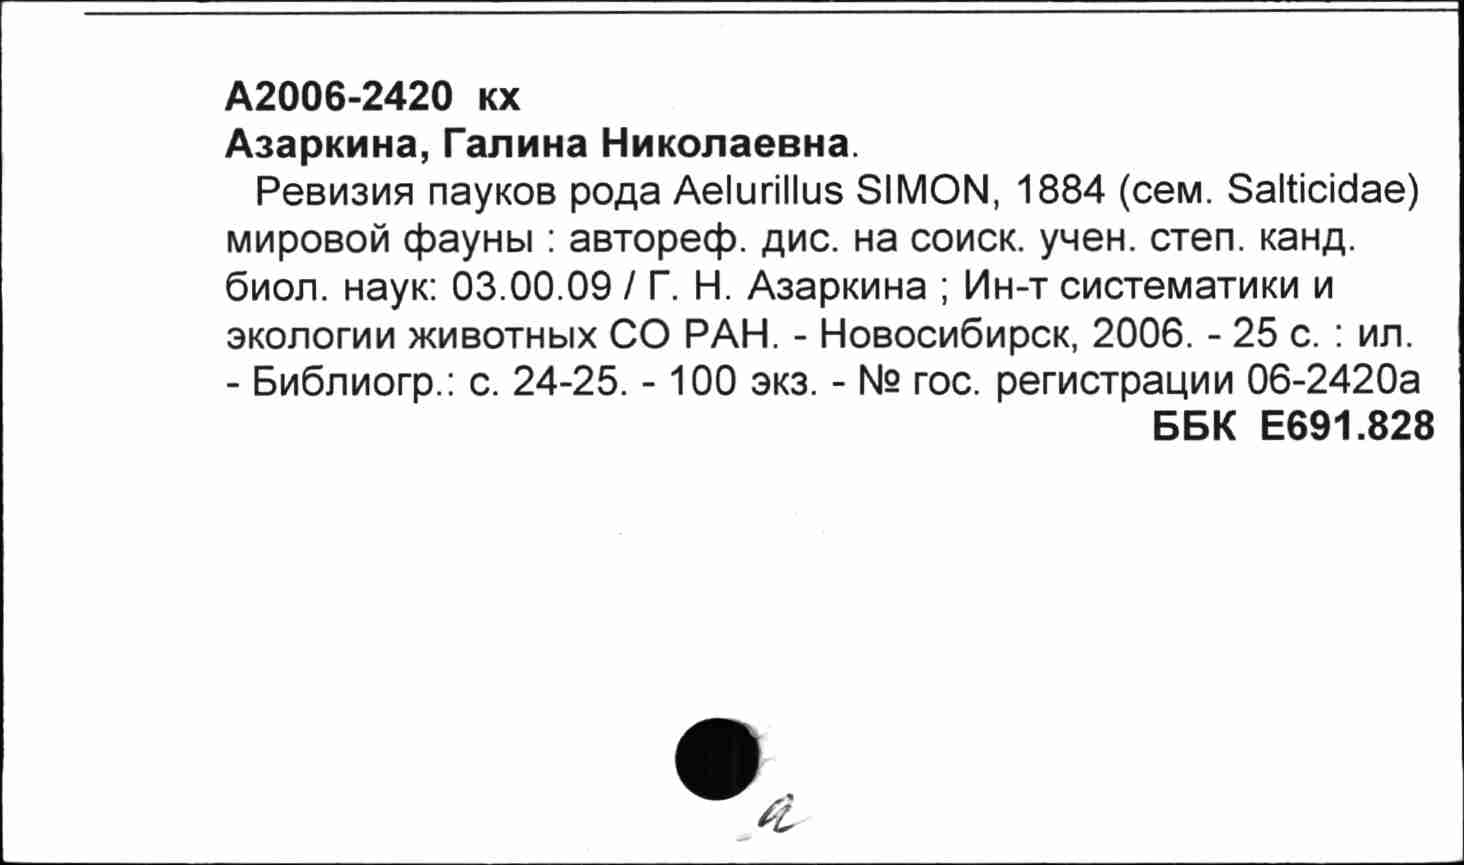 А2006-2420 кх
Азаркина, Галина Николаевна.
Ревизия пауков рода Aelurillus SIMON, 1884 (сем. Salticidae)
мировой фауны : автореф. дис. на соиск. учен. степ. канд.
биол. наук: 03.00.09 / Г. Н. Азаркина ; Ин-т систематики и
экологии животных СО РАН. - Новосибирск, 2006. - 25 с. : ил.
- Библиогр.: с. 24-25. - 100 экз. - № гос. регистрации 06-2420а
ББК Е691.828
а